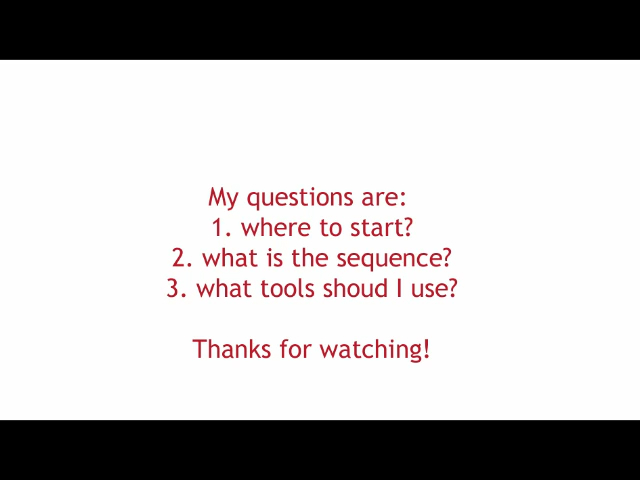 My questions are:
1. where to start?
2. what is the sequence?
3. what tools shoud I use?
Thanks for watching!